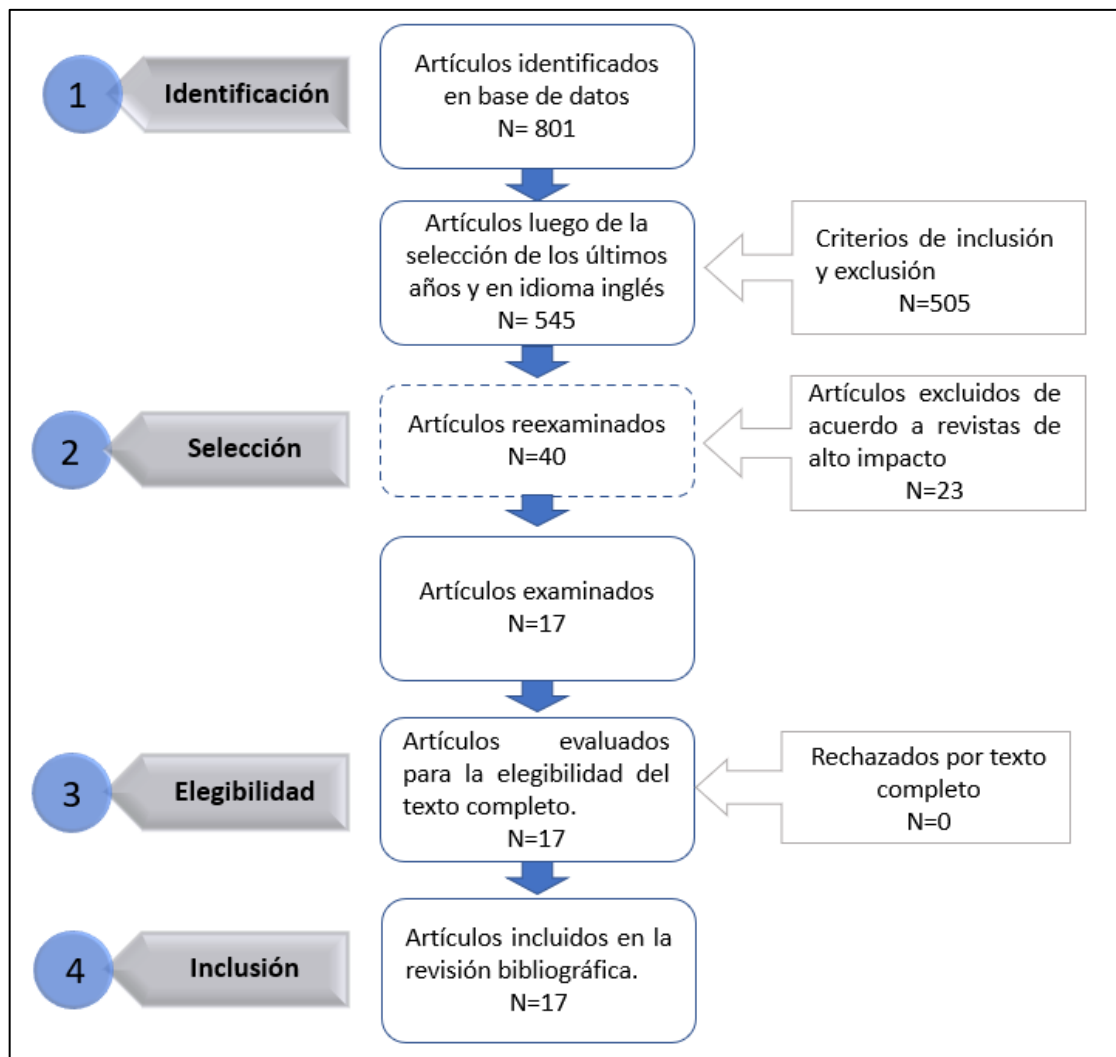 1
Identificación
Artículos identificados
en base de datos
N= 801
Artículos luego de la
selección de los últimos
años y en idioma inglés
N= 545
Criterios de inclusión
y exclusión
N=505
2
Selección
Artículos reexaminados
N=40
Artículos excluidos de
acuerdo a revistas de
alto impacto
N=23
Artículos examinados
N=17
3
Elegibilidad
Artículos evaluados
para la elegibilidad del
texto completo.
N=17
Rechazados por texto
completo
N=0
4
Inclusión
Artículos incluidos en la
revisión bibliográfica.
N=17